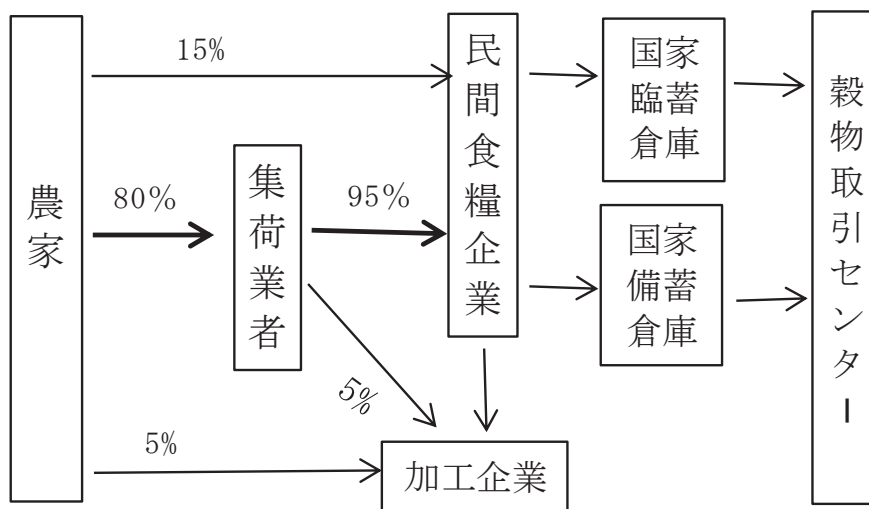 農家
15%
80%
5%
集荷業者
95%
5%
民間食糧企業
加工企業
国家
臨蓄
倉庫
国家
備蓄
倉庫
穀物取引センター